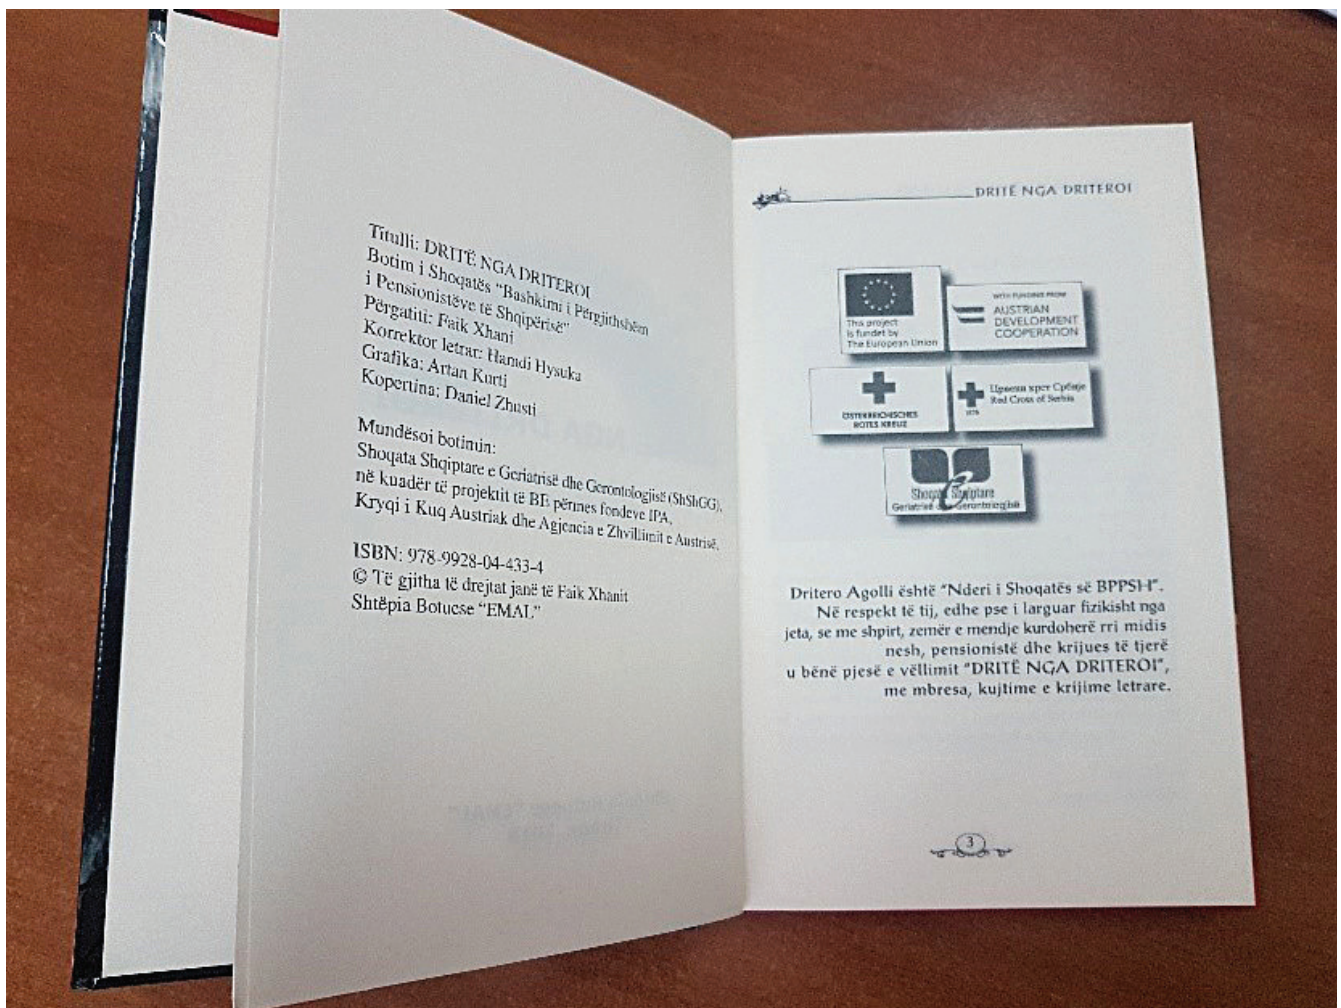 Titulli: DRITË NGA DRITEROI
Botim i Shoqatës "Bashkimi i Përgjithshëm
i Pensionistëve të Shqipërisë"
Përgatiti: Faik Xhani
Korrektor letrar: Hamdi Hysuka
Grafika: Artan Kurti
Kopertina: Daniel Zhusti
Mundësoi botimin:
Shoqata Shqiptare e Geriatrisë dhe Gerontologjisë (ShShGG),
në kuadër të projektit të BE përmes fondeve IPA,
Kryqi i Kuq Austriak dhe Agjencia e Zhvillimit e Austrisë.
ISBN: 978-9928-04-433-4
© Të gjitha të drejtat janë të Faik Xhanit
Shtëpia Botuese "EMAL"
DRITË NGA DRITEROI
This project
is fundet by
The European Union
WITH FUNDING FROM
AUSTRIAN
DEVELOPMENT
COOPERATION
ÖSTERREICHISCHES
ROTES KREUZ
Црвени крст Србије
Red Cross of Serbia
1876
Shoqata Shqiptare
Geriatrisë dhe Gerontologjisë
Dritero Agolli është "Nderi i Shoqatës së BPPSH".
Në respekt të tij, edhe pse i larguar fizikisht nga
jeta, se me shpirt, zemër e mendje kurdoherë rri midis
nesh, pensionistë dhe krijues të tjerë
u bënë pjesë e vëllimit "DRITË NGA DRITEROI",
me mbresa, kujtime e krijime letrare.
3